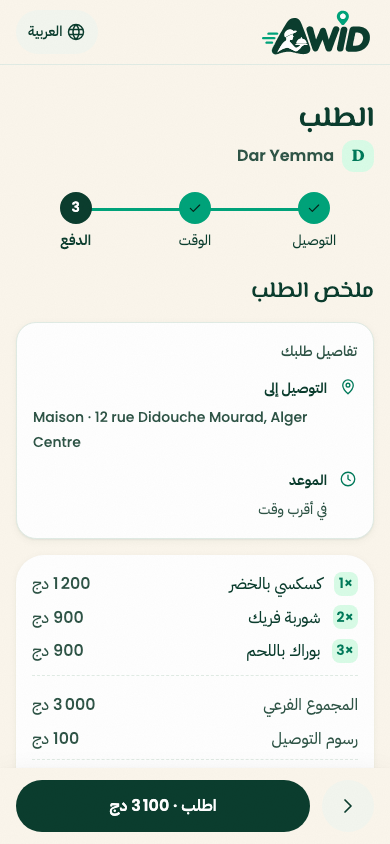 AWID
العربية
الطلب
D Dar Yemma
التوصيل
الوقت
3 الدفع
ملخص الطلب
تفاصيل طلبك
التوصيل إلى
Maison · 12 rue Didouche Mourad, Alger
Centre
الموعد
في أقرب وقت
1× كسكسي بالخضر 1 200 دج
2× شوربة فريك 900 دج
3× بوراك باللحم 900 دج
المجموع الفرعي 3 000 دج
رسوم التوصيل 100 دج
اطلب · 3 100 دج